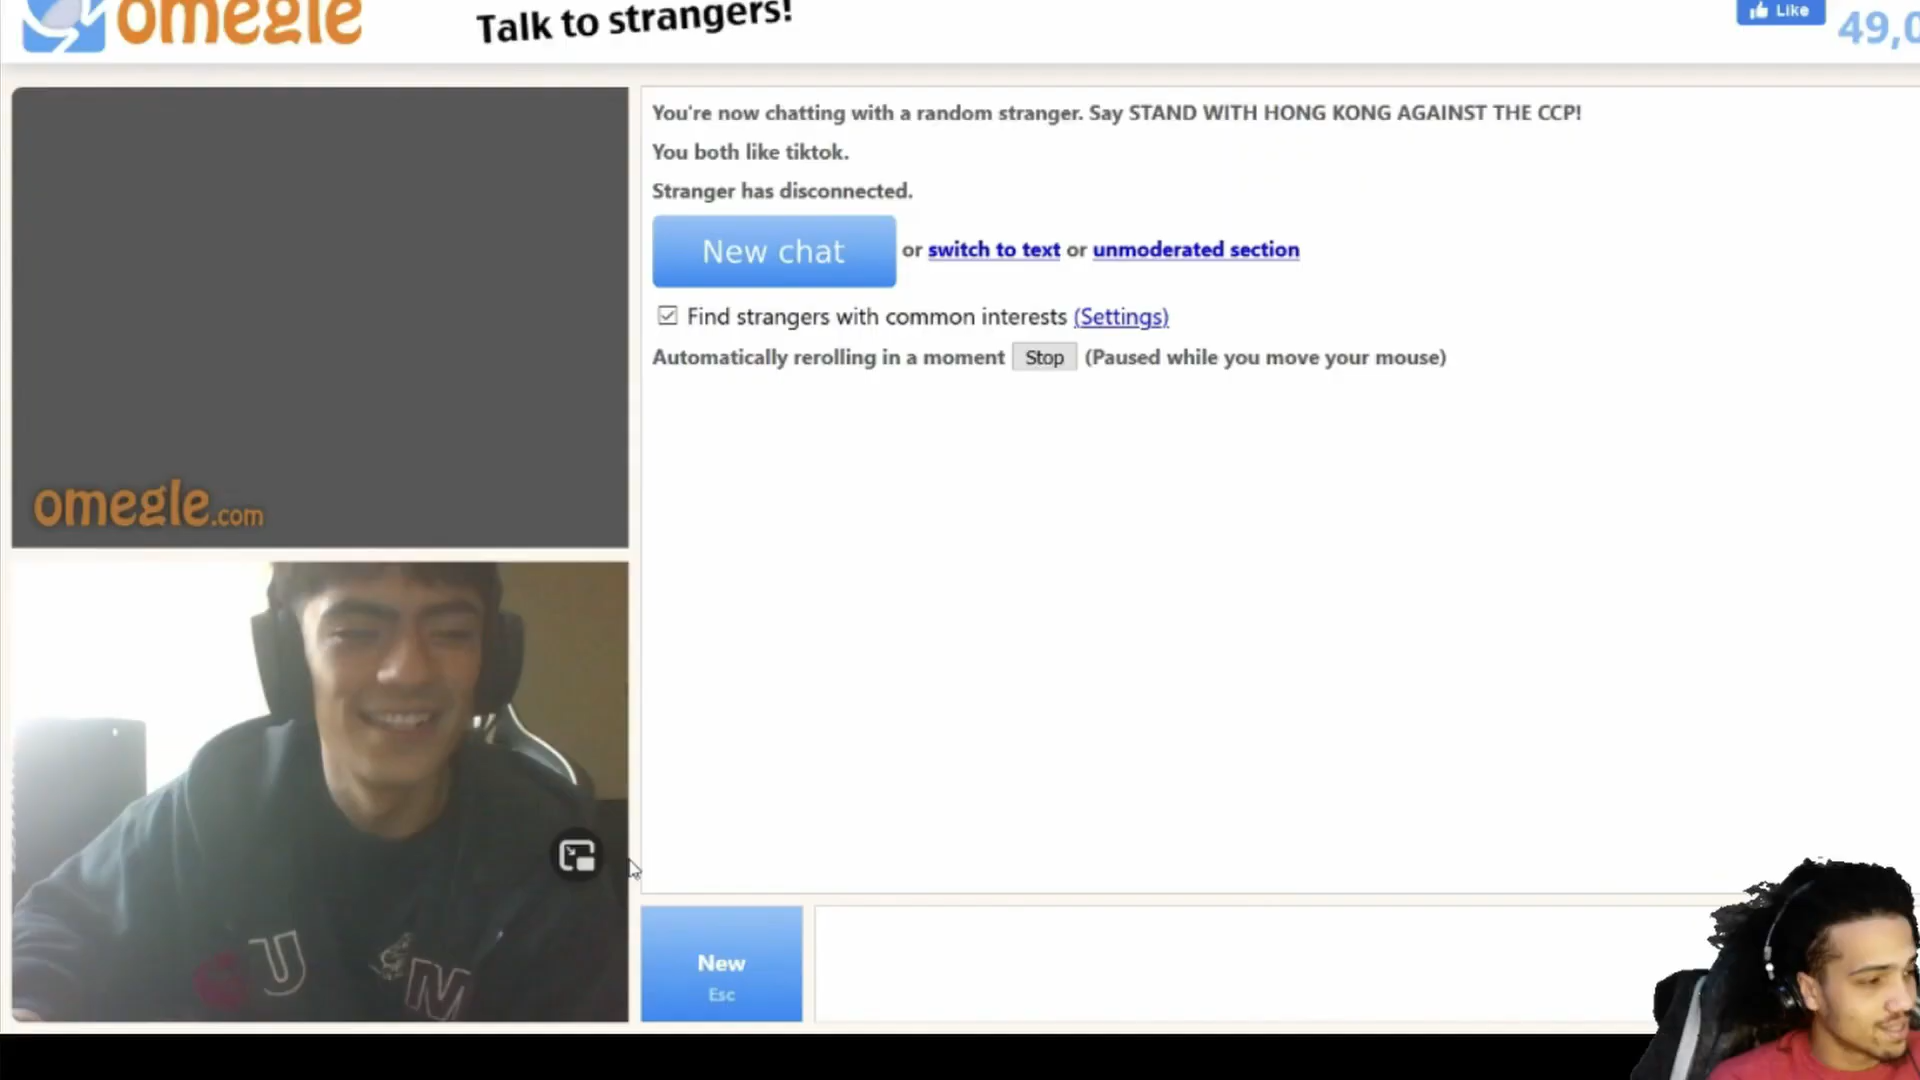 omegle
Talk to strangers!
Like
49,0
You're now chatting with a random stranger. Say STAND WITH HONG KONG AGAINST THE CCP!
You both like tiktok.
Stranger has disconnected.
New chat or switch to text or unmoderated section
Find strangers with common interests (Settings)
Automatically rerolling in a moment Stop (Paused while you move your mouse)
omegle.com
U
M
New
Esc